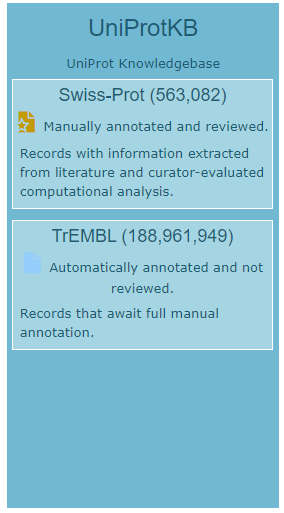 UniProtKB
UniProt Knowledgebase
Swiss-Prot (563,082)
Manually annotated and reviewed.
Records with information extracted
from literature and curator-evaluated
computational analysis.
TrEMBL (188,961,949)
Automatically annotated and not
reviewed.
Records that await full manual
annotation.